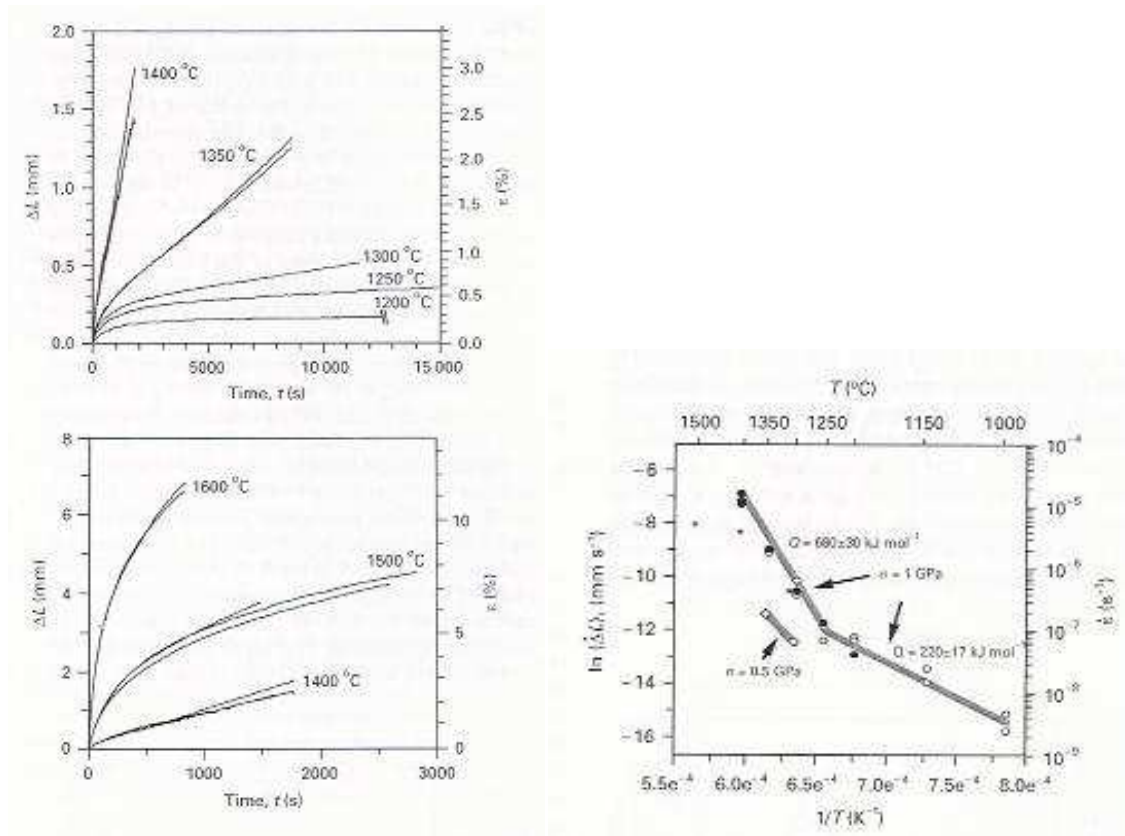 2.0
1.5
1.0
0.5
0.0
ΔL (mm)
3.0
2.5
2.0
1.5
1.0
0.5
0.0
ε (%)
1400 °C
1350 °C
1300 °C
1250 °C
1200 °C
0
5000
10 000
15 000
Time, t (s)
8
6
4
2
0
ΔL (mm)
10
5
0
ε (%)
1600 °C
1500 °C
1400 °C
0
1000
2000
3000
Time, t (s)
T (°C)
1500
1350
1250
1150
1000
−6
−8
−10
−12
−14
−16
(mm s⁻¹)
10⁻⁴
10⁻⁵
10⁻⁶
10⁻⁷
10⁻⁸
10⁻⁹
ε̇ (s⁻¹)
Q = 680±30 kJ mol⁻¹
σ = 1 GPa
Q = 220±17 kJ mol
σ = 0.5 GPa
5.5e⁻⁴
6.0e⁻⁴
6.5e⁻⁴
7.0e⁻⁴
7.5e⁻⁴
8.0e⁻⁴
1/T (K⁻¹)